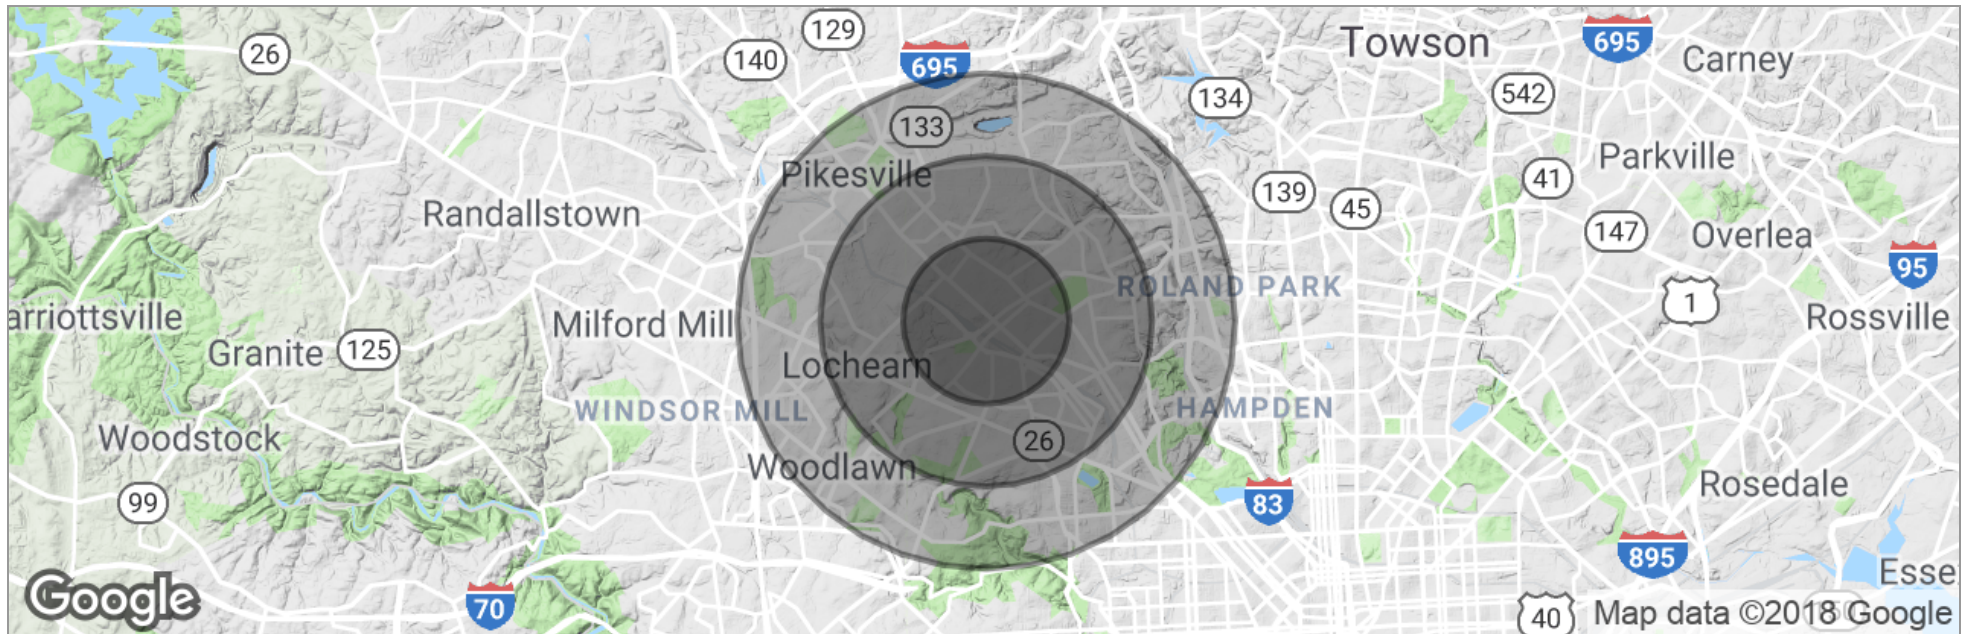 129
26
140
695
Towson
695
Carney
134
542
133
Parkville
Pikesville
41
139
45
Randallstown
147
Overlea
95
ROLAND PARK
1
arriottsville
Milford Mill
Rossville
Granite
125
Lochearn
WINDSOR MILL
HAMPDEN
Woodstock
26
Woodlawn
Rosedale
99
83
895
Esse
Google
70
40
Map data ©2018 Google